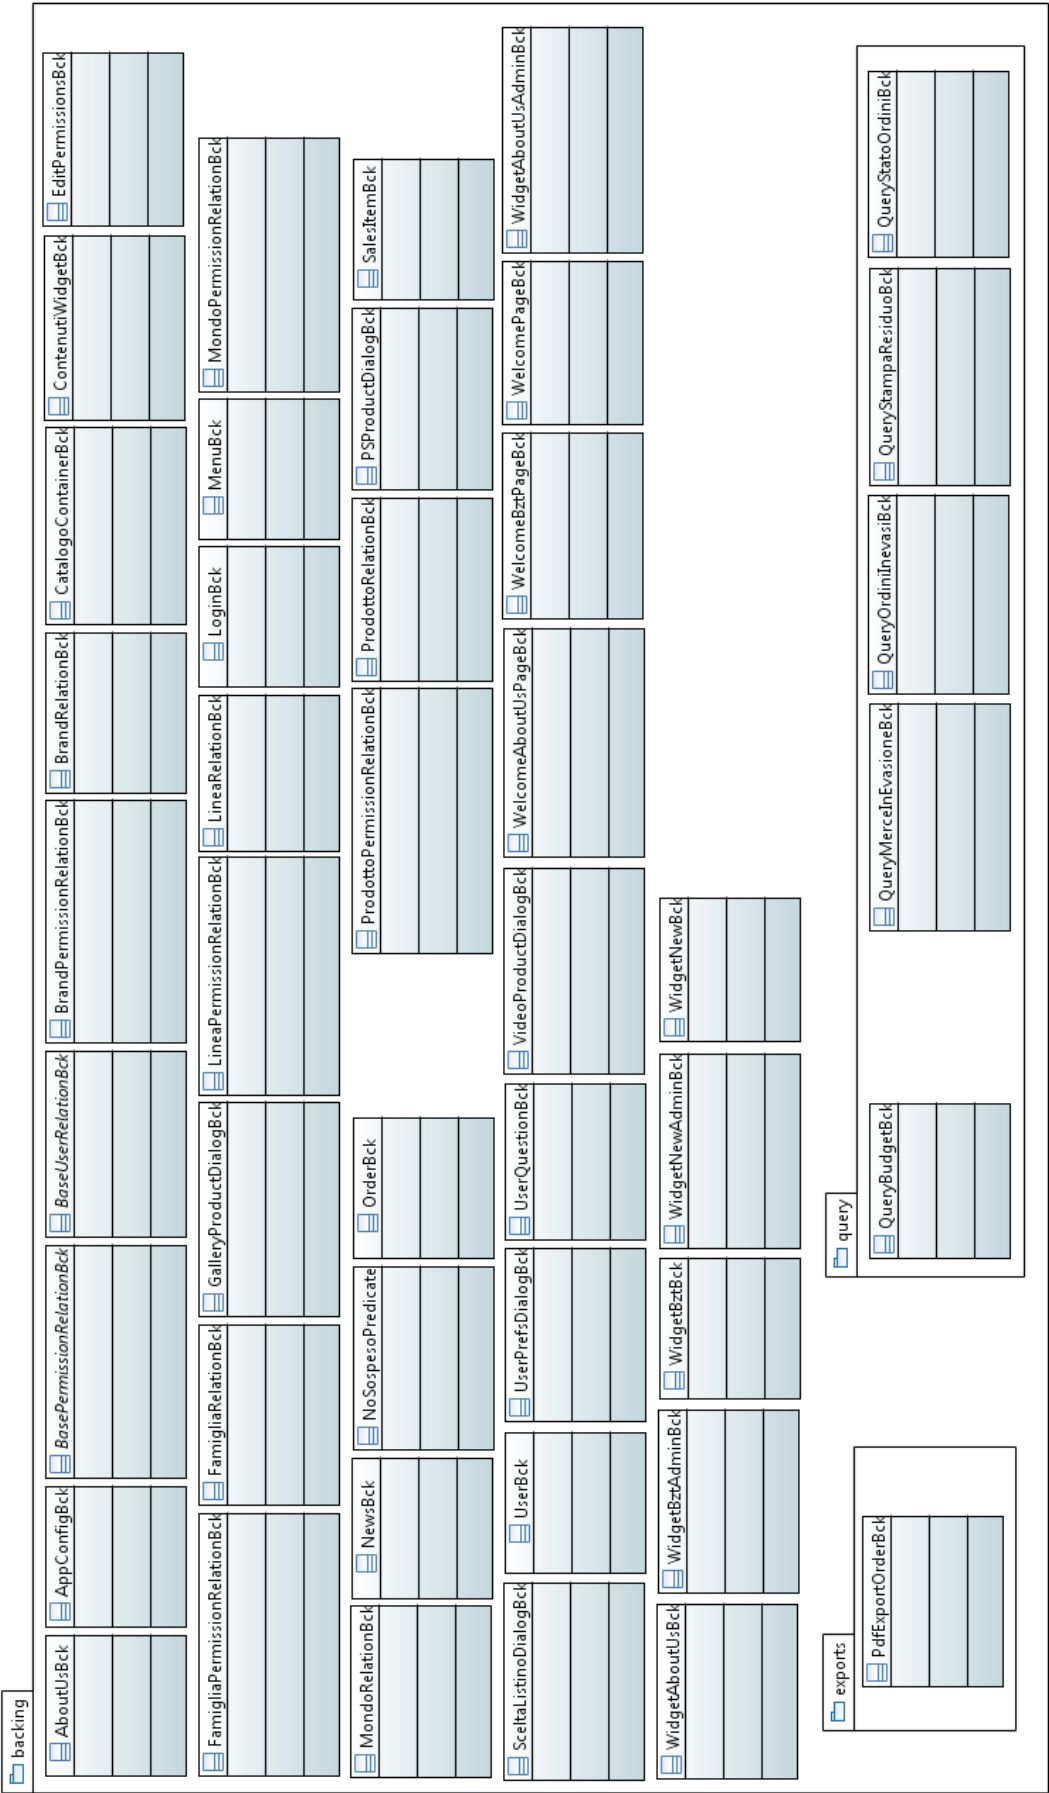 backing
AboutUsBck
AppConfigBck
BasePermissionRelationBck
BaseUserRelationBck
BrandPermissionRelationBck
BrandRelationBck
CatalogoContainerBck
ContenutiWidgetBck
EditPermissionsBck
FamigliaPermissionRelationBck
FamigliaRelationBck
GalleryProductDialogBck
LineaPermissionRelationBck
LineaRelationBck
LoginBck
MenuBck
MondoPermissionRelationBck
MondoRelationBck
NewsBck
NoSospesoPredicate
OrderBck
ProdottoPermissionRelationBck
ProdottoRelationBck
PSProductDialogBck
SalesItemBck
SceltaListinoDialogBck
UserBck
UserPrefsDialogBck
UserQuestionBck
VideoProductDialogBck
WelcomeAboutUsPageBck
WelcomeBztPageBck
WelcomePageBck
WidgetAboutUsAdminBck
WidgetAboutUsBck
WidgetBztAdminBck
WidgetBztBck
WidgetNewAdminBck
WidgetNewBck
exports
PdfExportOrderBck
query
QueryBudgetBck
QueryMerceInEvasioneBck
QueryOrdiniInevasiBck
QueryStampaResiduoBck
QueryStatoOrdiniBck